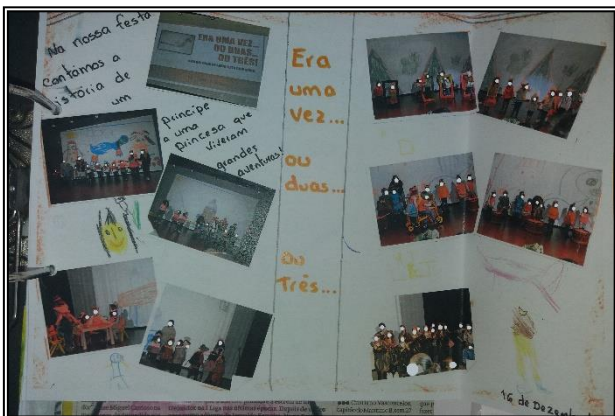 Na nossa festa
Contámos a
história de
um
príncipe
e uma
princesa que
viveram
grandes
aventuras!
ERA UMA VEZ...
OU DUAS...
OU TRÊS!
Era
uma
vez...
ou
duas...
ou
Três...
16 de Dezem